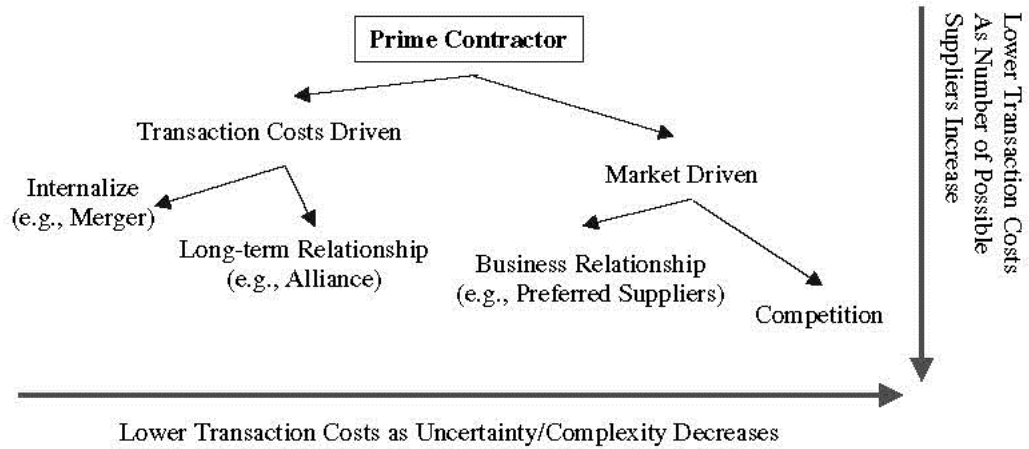 Prime Contractor
Transaction Costs Driven
Market Driven
Internalize
(e.g., Merger)
Long-term Relationship
(e.g., Alliance)
Business Relationship
(e.g., Preferred Suppliers)
Competition
Lower Transaction Costs
As Number of Possible
Suppliers Increase
Lower Transaction Costs as Uncertainty/Complexity Decreases